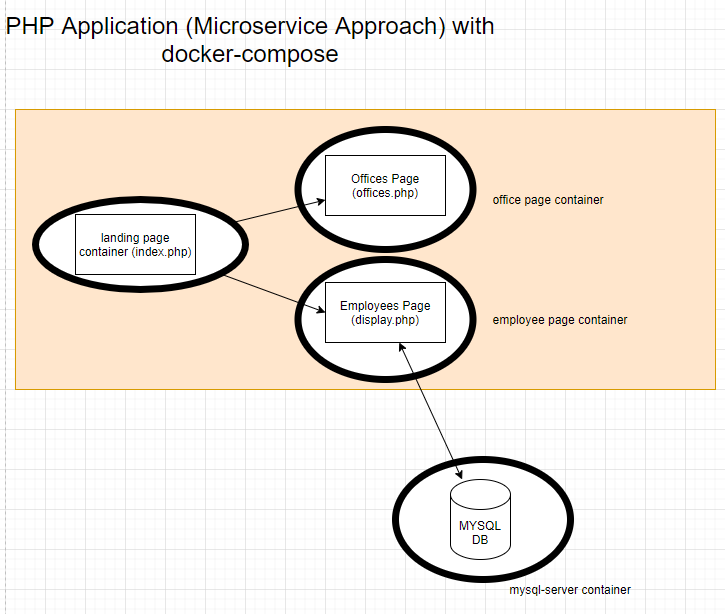 PHP Application (Microservice Approach) with
docker-compose
Offices Page
(offices.php)
office page container
landing page
container (index.php)
Employees Page
(display.php)
employee page container
MYSQL
DB
mysql-server container